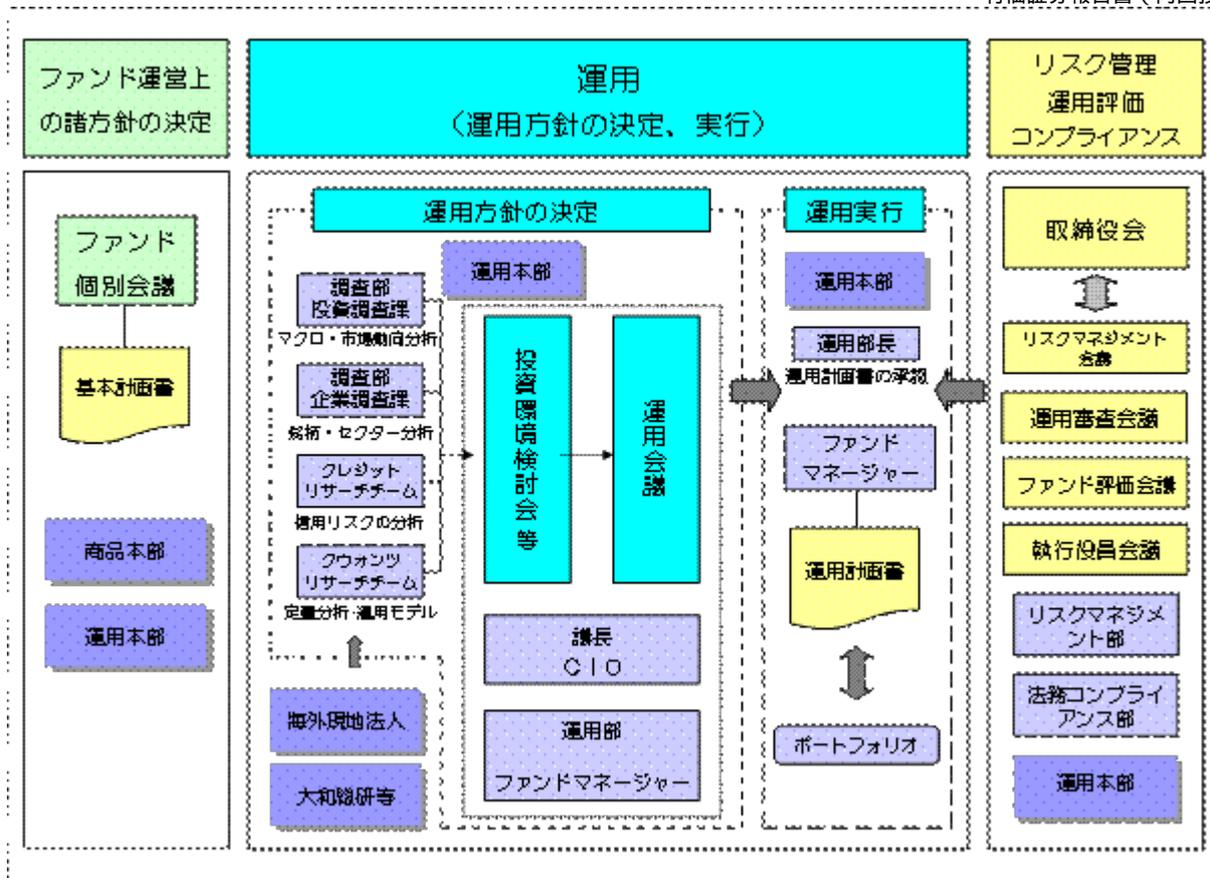 ファンド運営上
の諸方針の決定
運用
（運用方針の決定、実行）
リスク管理
運用評価
コンプライアンス
ファンド
個別会議
基本計画書
商品本部
運用本部
運用方針の決定
運用本部
調査部
投資調査課
マクロ・市場動向分析
調査部
企業調査課
銘柄・セクター分析
クレジット
リサーチチーム
信用リスクの分析
クウォンツ
リサーチチーム
定量分析・運用モデル
海外現地法人
大和総研等
投資環境検討会 等
運用会議
議長
CIO
運用部
ファンドマネージャー
運用実行
運用本部
運用部長
運用計画書の承認
ファンド
マネージャー
運用計画書
ポートフォリオ
取締役会
リスクマネジメント
会議
運用審査会議
ファンド評価会議
執行役員会議
リスクマネジメ
ント部
法務コンプライ
アンス部
運用本部